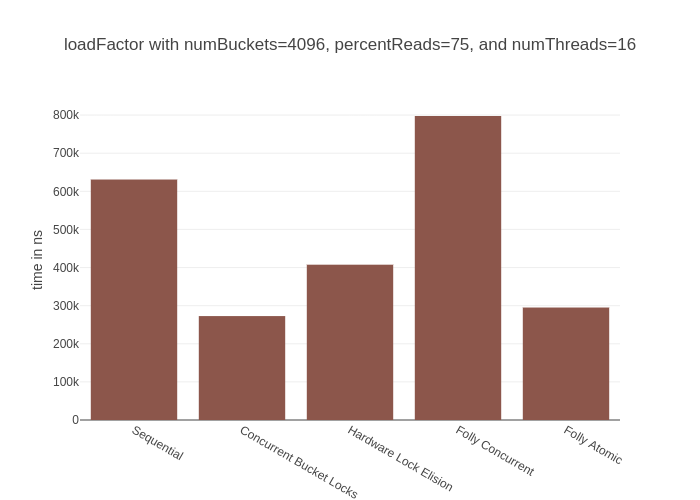 loadFactor with numBuckets=4096, percentReads=75, and numThreads=16
800k
700k
600k
500k
400k
300k
200k
100k
0
time in ns
Sequential
Concurrent Bucket Locks
Hardware Lock Elision
Folly Concurrent
Folly Atomic